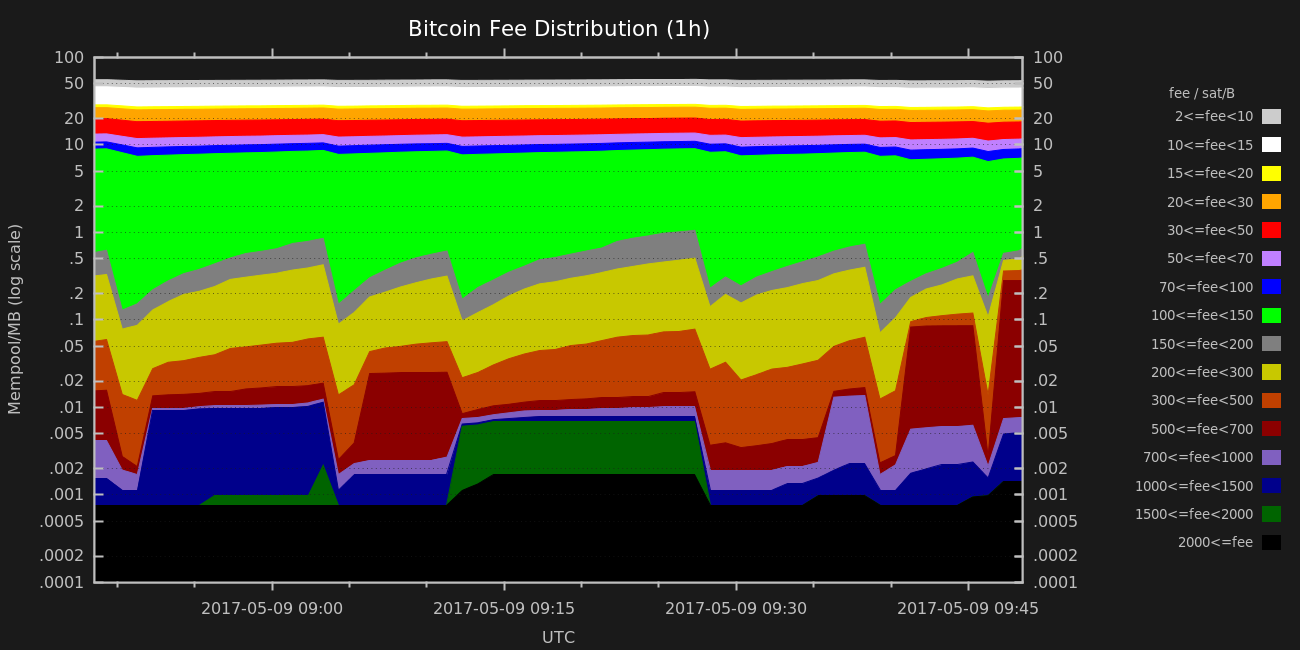 Bitcoin Fee Distribution (1h)
Mempool/MB (log scale)
100
50
20
10
5
2
1
.5
.2
.1
.05
.02
.01
.005
.002
.001
.0005
.0002
.0001
100
50
20
10
5
2
1
.5
.2
.1
.05
.02
.01
.005
.002
.001
.0005
.0002
.0001
2017-05-09 09:00 2017-05-09 09:15 2017-05-09 09:30 2017-05-09 09:45
UTC
fee / sat/B
2<=fee<10
10<=fee<15
15<=fee<20
20<=fee<30
30<=fee<50
50<=fee<70
70<=fee<100
100<=fee<150
150<=fee<200
200<=fee<300
300<=fee<500
500<=fee<700
700<=fee<1000
1000<=fee<1500
1500<=fee<2000
2000<=fee